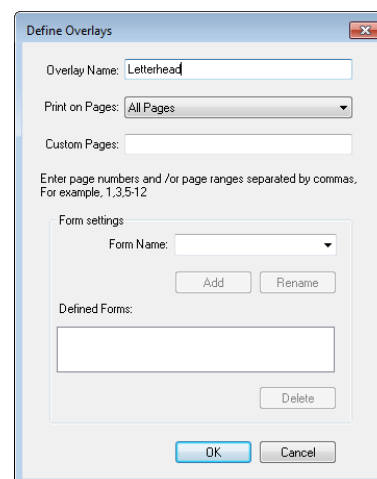 Define Overlays
Overlay Name: Letterhead
Print on Pages: All Pages
Custom Pages:
Enter page numbers and /or page ranges separated by commas,
For example, 1,3,5-12
Form settings
Form Name:
Add Rename
Defined Forms:
Delete
OK Cancel